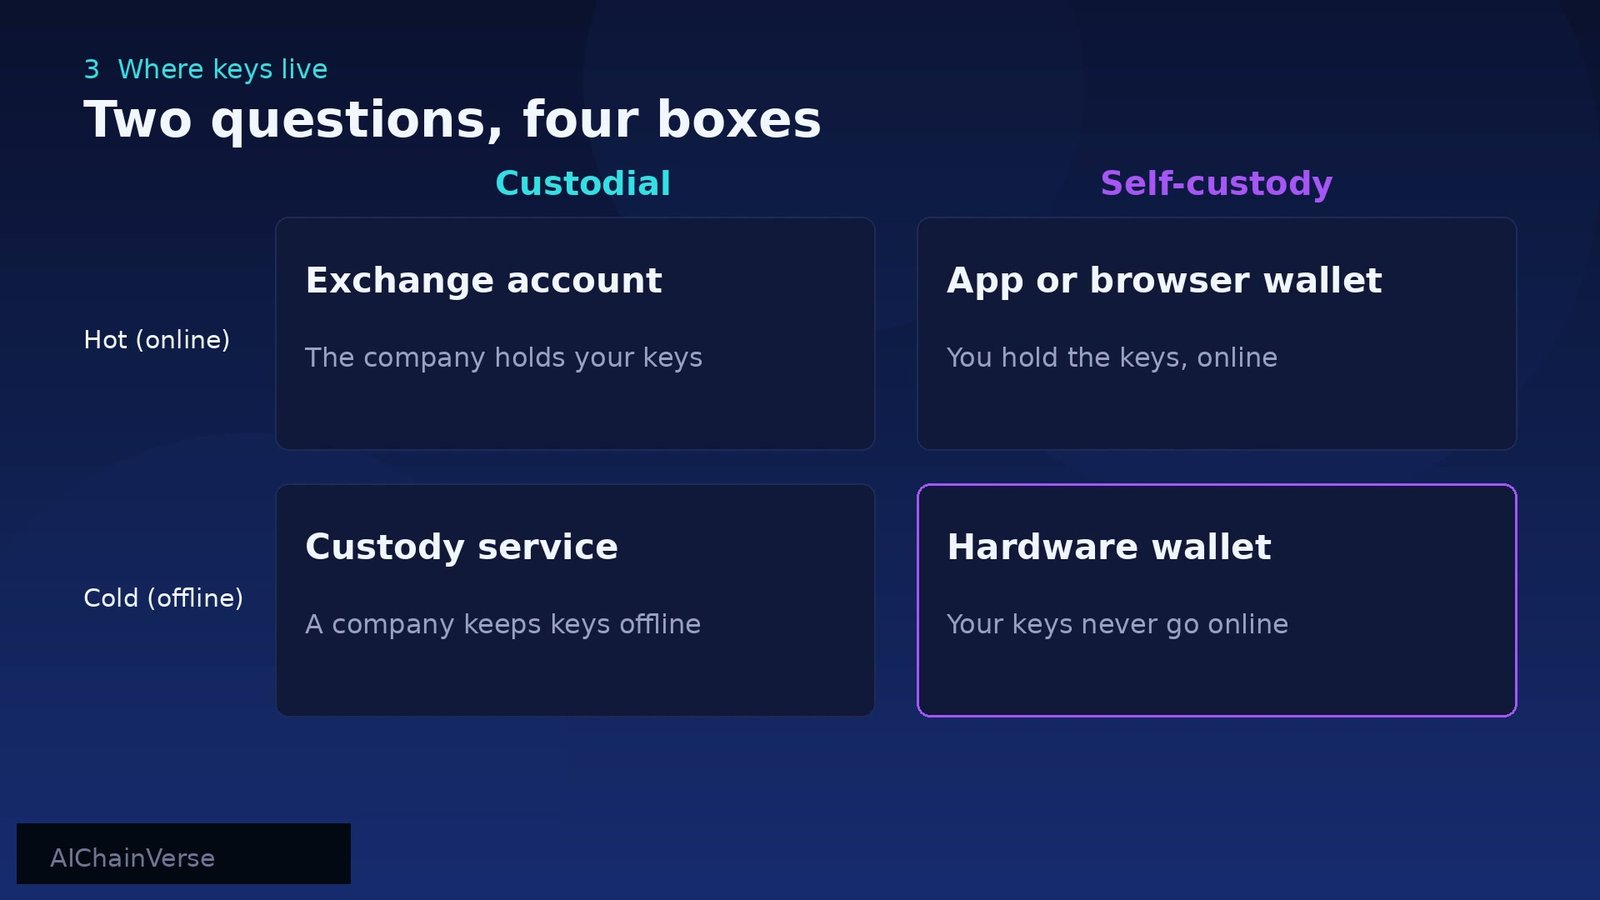 3 Where keys live
Two questions, four boxes
Custodial
Self-custody
Hot (online)
Exchange account
The company holds your keys
App or browser wallet
You hold the keys, online
Cold (offline)
Custody service
A company keeps keys offline
Hardware wallet
Your keys never go online
AIChainVerse